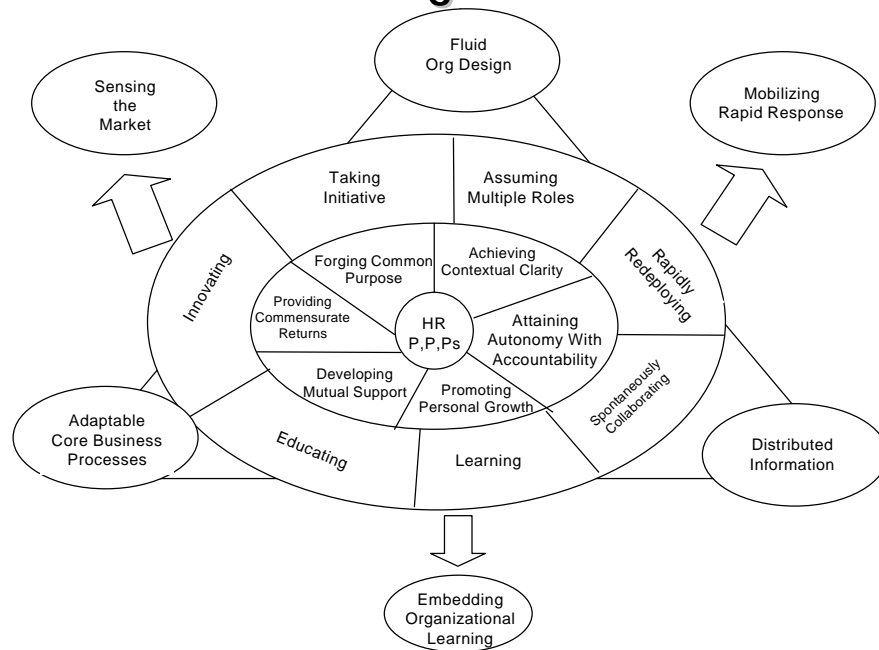 Fluid
Org Design
Sensing
the
Market
Mobilizing
Rapid Response
Taking
Initiative
Assuming
Multiple Roles
Innovating
Rapidly
Redeploying
Forging Common
Purpose
Achieving
Contextual Clarity
Providing
Commensurate
Returns
HR
P,P,Ps
Attaining
Autonomy With
Accountability
Developing
Mutual Support
Promoting
Personal Growth
Spontaneously
Collaborating
Adaptable
Core Business
Processes
Educating
Learning
Distributed
Information
Embedding
Organizational
Learning